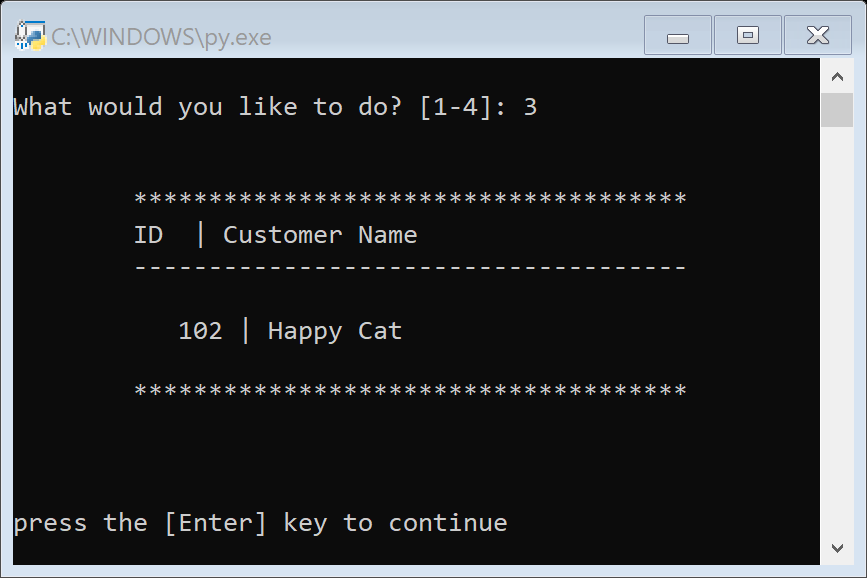 C:\WINDOWS\py.exe
What would you like to do? [1-4]: 3
*************************************
ID  | Customer Name
-------------------------------------
102 | Happy Cat
*************************************
press the [Enter] key to continue